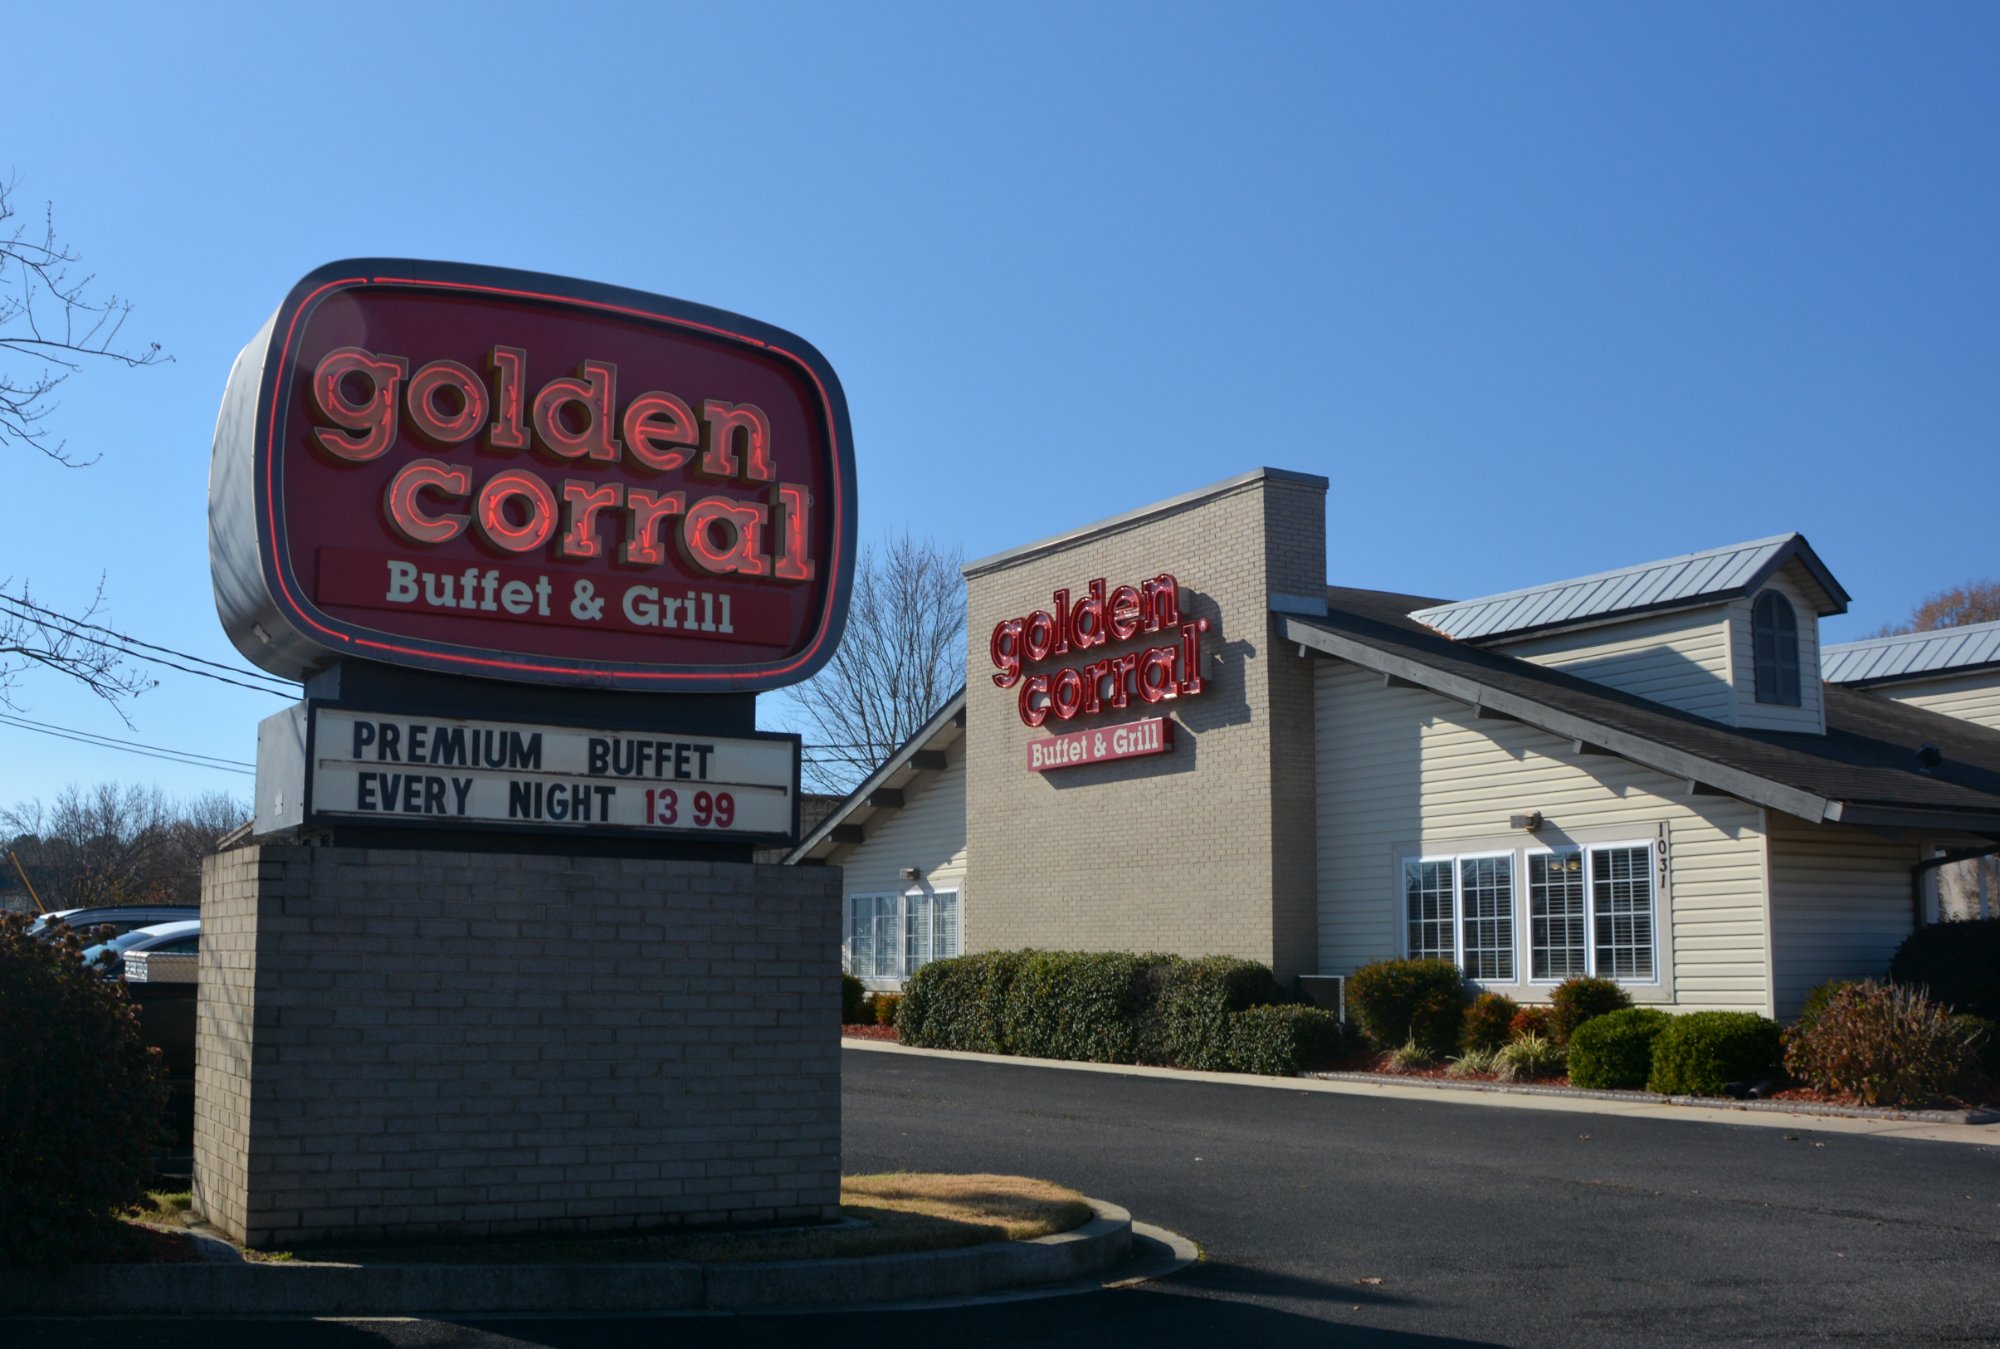 golden
corral
Buffet & Grill
PREMIUM BUFFET
EVERY NIGHT 13 99
golden
corral
Buffet & Grill
1031